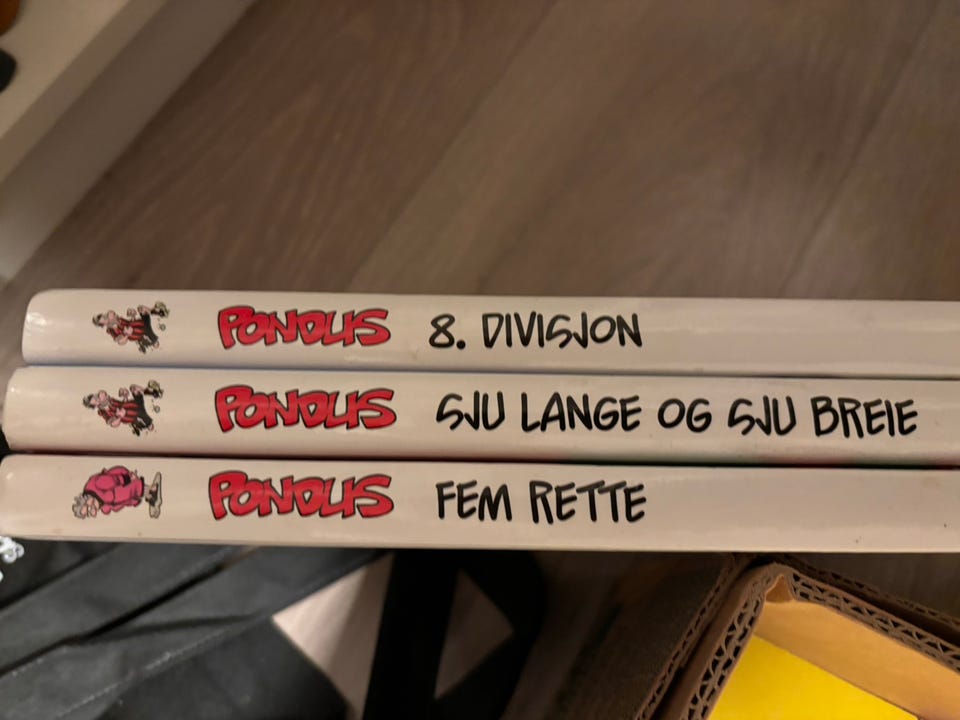 PONDUS 8. DIVISJON
PONDUS SJU LANGE OG SJU BREIE
PONDUS FEM RETTE